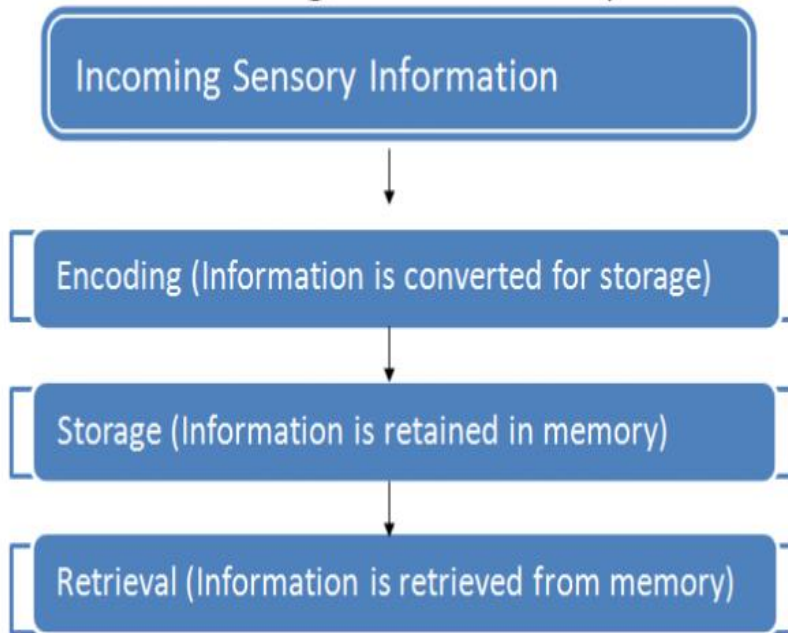 Incoming Sensory Information
Encoding (Information is converted for storage)
Storage (Information is retained in memory)
Retrieval (Information is retrieved from memory)